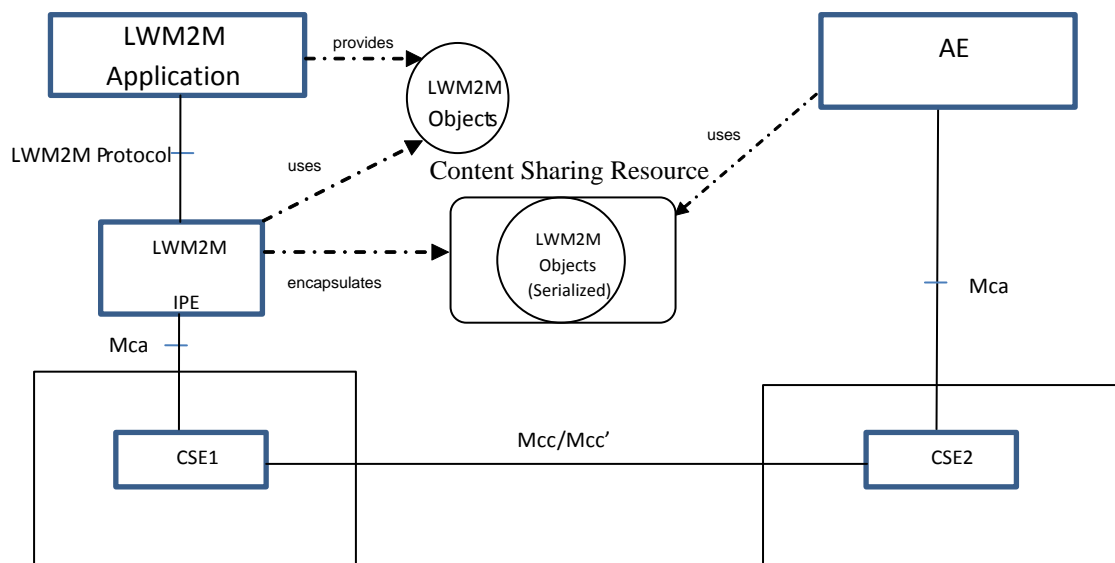 LWM2M
Application
provides
AE
LWM2M
Objects
uses
LWM2M Protocol
uses
Content Sharing Resource
LWM2M
IPE
encapsulates
LWM2M
Objects
(Serialized)
Mca
Mca
Mcc/Mcc’
CSE1
CSE2